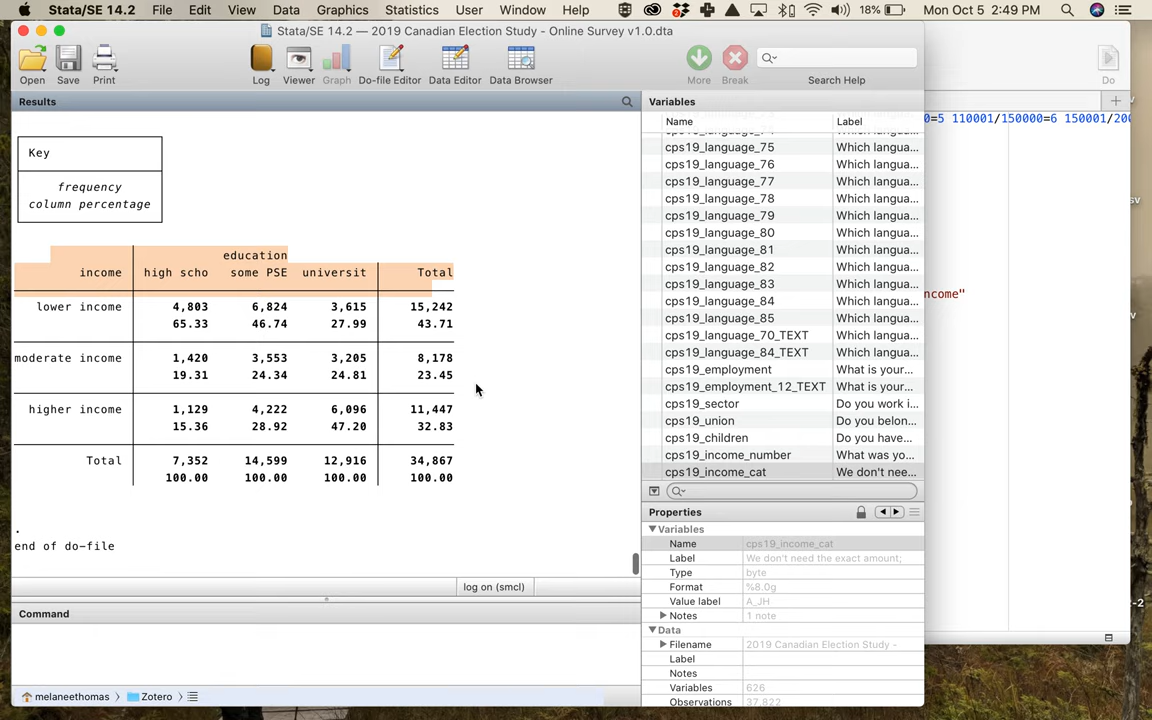 Stata/SE 14.2 File Edit View Data Graphics Statistics User Window Help 18% Mon Oct 5 2:49 PM
Stata/SE 14.2 — 2019 Canadian Election Study - Online Survey v1.0.dta
Open Save Print Log Viewer Graph Do-file Editor Data Editor Data Browser More Break Search Help Do
Results
Key
frequency
column percentage
education
income high scho some PSE universit Total
lower income 4,803 6,824 3,615 15,242
65.33 46.74 27.99 43.71
moderate income 1,420 3,553 3,205 8,178
19.31 24.34 24.81 23.45
higher income 1,129 4,222 6,096 11,447
15.36 28.92 47.20 32.83
Total 7,352 14,599 12,916 34,867
100.00 100.00 100.00 100.00
.
end of do-file
log on (smcl)
Command
melaneethomas Zotero
Variables
Name Label
cps19_language_75 Which langua...
cps19_language_76 Which langua...
cps19_language_77 Which langua...
cps19_language_78 Which langua...
cps19_language_79 Which langua...
cps19_language_80 Which langua...
cps19_language_81 Which langua...
cps19_language_82 Which langua...
cps19_language_83 Which langua...
cps19_language_84 Which langua...
cps19_language_85 Which langua...
cps19_language_70_TEXT Which langua...
cps19_language_84_TEXT Which langua...
cps19_employment What is your...
cps19_employment_12_TEXT What is your...
cps19_sector Do you work i...
cps19_union Do you belon...
cps19_children Do you have...
cps19_income_number What was yo...
cps19_income_cat We don't nee...
Properties
Variables
Name cps19_income_cat
Label We don't need the exact amount;
Type byte
Format %8.0g
Value label A_JH
Notes 1 note
Data
Filename 2019 Canadian Election Study -
Label
Notes
Variables 626
Observations 37,822
0=5 110001/150000=6 150001/200
ncome"
sv
v
-2